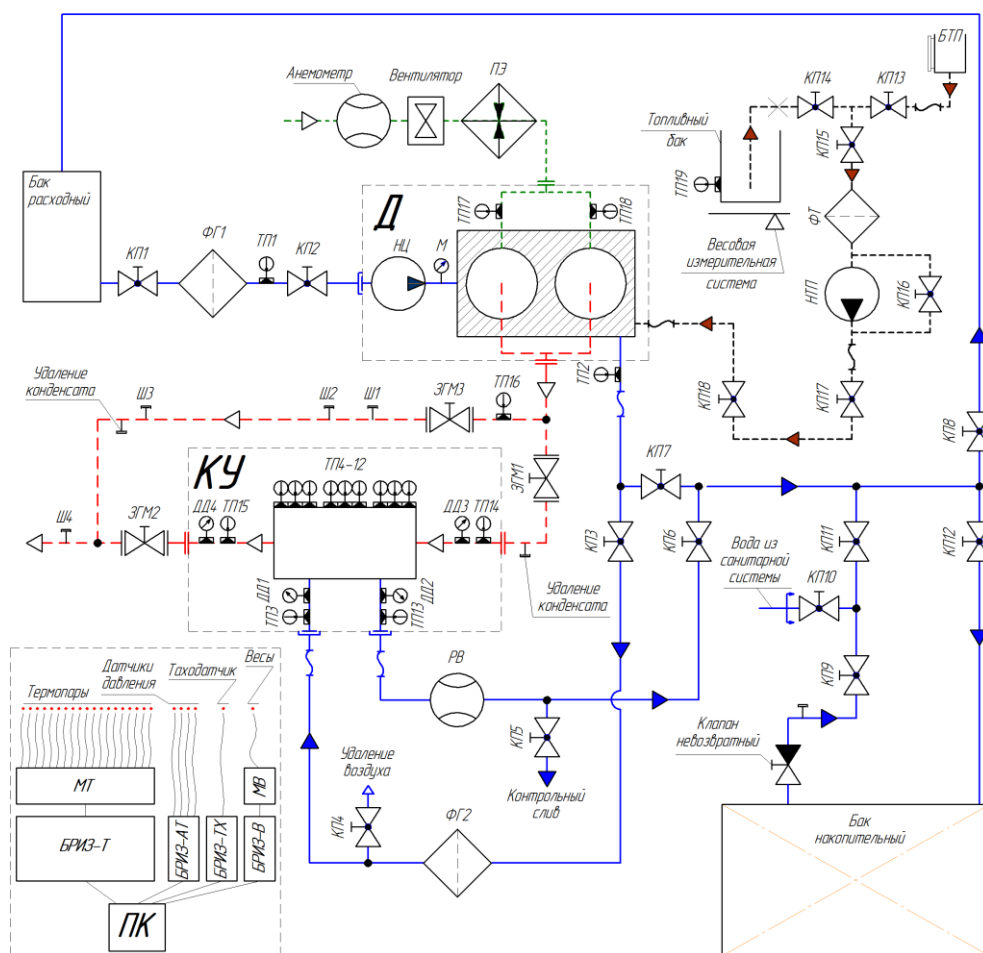 БТП
Анемометр
Вентилятор
ПЭ
КП14
КП13
Топливный
бак
КП15
ТП19
ФТ
Бак
расходный
Д
ТП17
ТП18
КП1
ФГ1
ТП1
КП2
НЦ
М
Весовая
измерительная
система
НТП
КП16
ТП2
КП18
КП17
Удаление
конденсата
Ш3
Ш2
Ш1
ЗГМ3
ТП16
КП8
КУ
ТП4-12
ЗГМ1
КП7
Ш4
ЗГМ2
ДД4
ТП15
ДД3
ТП14
КП3
КП6
КП11
КП12
Вода из
санитарной
системы
КП10
Удаление
конденсата
ДД1
ТП3
ДД2
ТП13
КП9
РВ
Клапан
невозвратный
КП5
Контрольный
слив
Термопары
Датчики
давления
Таходатчик
Весы
Удаление
воздуха
КП4
ФГ2
МТ
МВ
БРИЗ-Т
БРИЗ-АТ
БРИЗ-ТХ
БРИЗ-В
ПК
Бак
накопительный